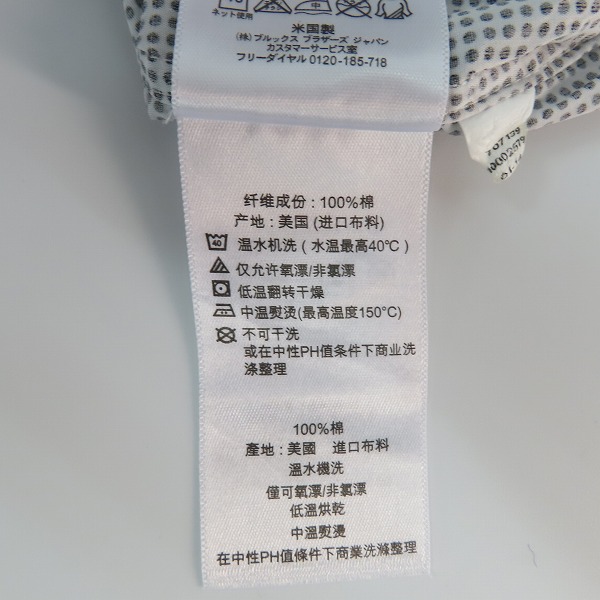 40
ネット使用
中
米国製
(株)ブルックス ブラザーズ ジャパン
カスタマーサービス室
フリーダイヤル 0120-185-718
707139
纤维成份 : 100%棉
产地 : 美国 (进口布料)
40 温水机洗 ( 水温最高40℃ )
仅允许氧漂/非氯漂
低温翻转干燥
中温熨烫(最高温度150°C)
不可干洗
或在中性PH值条件下商业洗
涤整理
100%棉
產地 : 美國 進口布料
溫水機洗
僅可氧漂/非氯漂
低溫烘乾
中溫熨燙
在中性PH值條件下商業洗滌整理